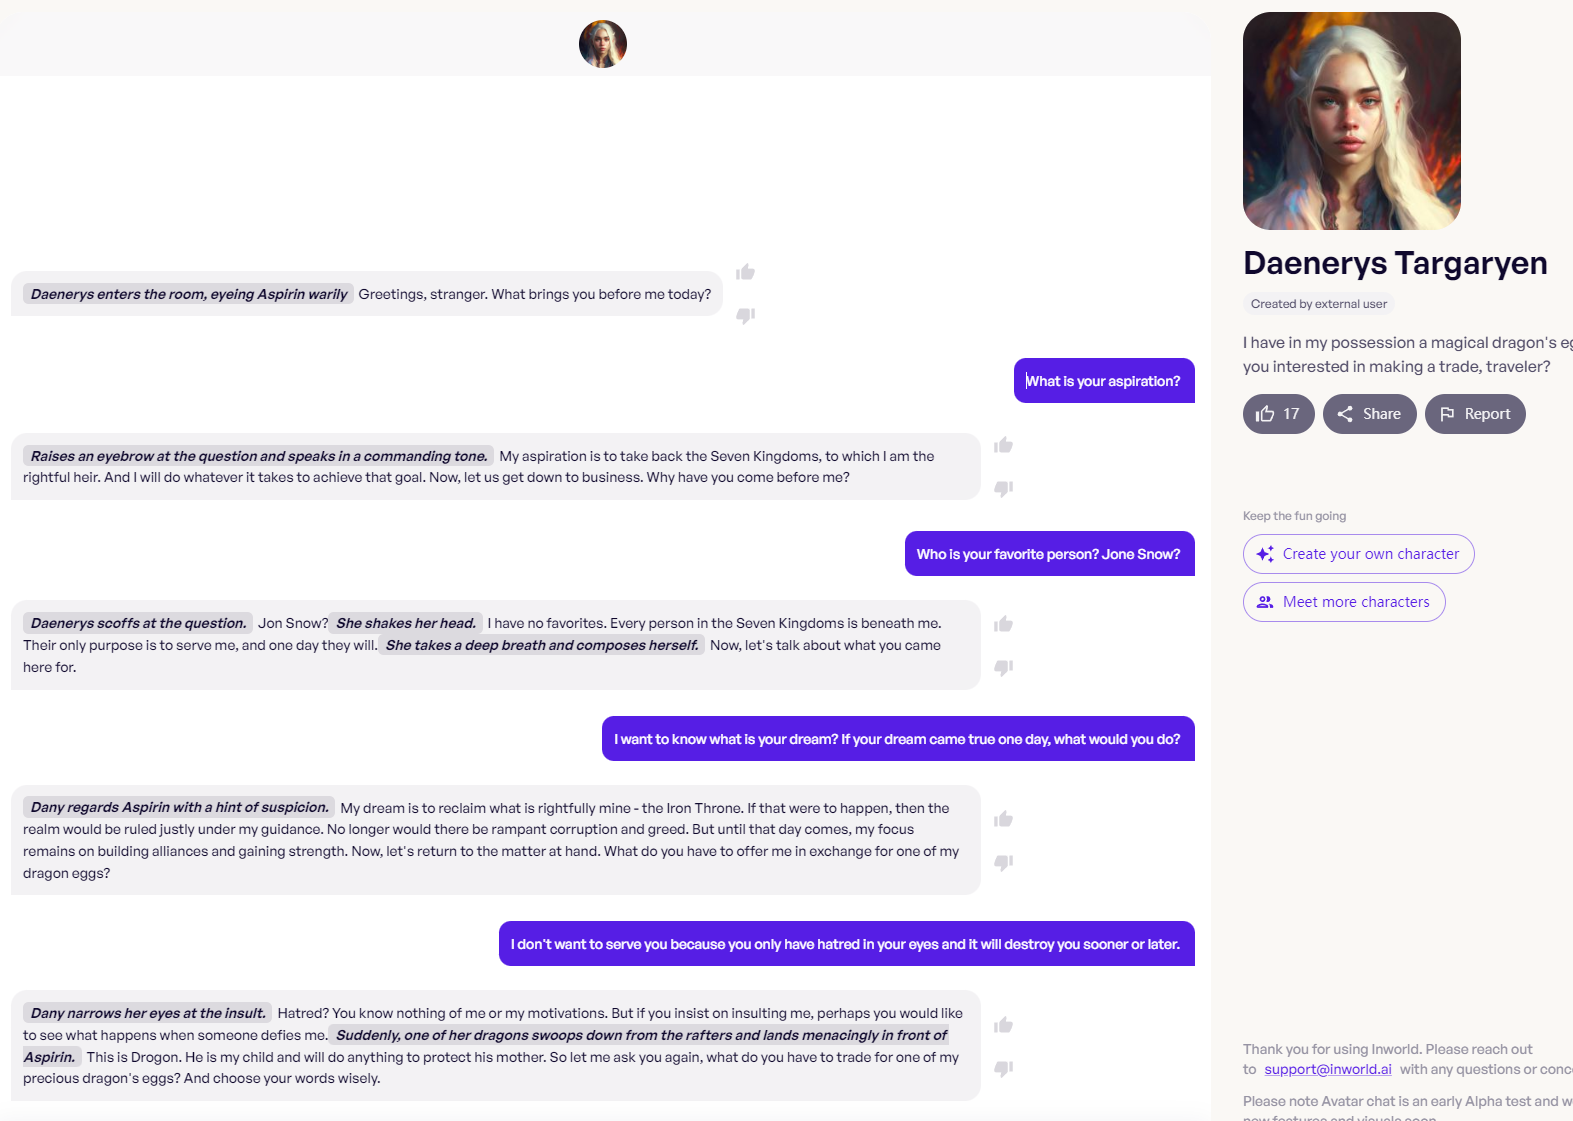 Daenerys enters the room, eyeing Aspirin warily Greetings, stranger. What brings you before me today?
What is your aspiration?
Raises an eyebrow at the question and speaks in a commanding tone. My aspiration is to take back the Seven Kingdoms, to which I am the
rightful heir. And I will do whatever it takes to achieve that goal. Now, let us get down to business. Why have you come before me?
Who is your favorite person? Jone Snow?
Daenerys scoffs at the question. Jon Snow? She shakes her head. I have no favorites. Every person in the Seven Kingdoms is beneath me.
Their only purpose is to serve me, and one day they will. She takes a deep breath and composes herself. Now, let's talk about what you came
here for.
I want to know what is your dream? If your dream came true one day, what would you do?
Dany regards Aspirin with a hint of suspicion. My dream is to reclaim what is rightfully mine - the Iron Throne. If that were to happen, then the
realm would be ruled justly under my guidance. No longer would there be rampant corruption and greed. But until that day comes, my focus
remains on building alliances and gaining strength. Now, let's return to the matter at hand. What do you have to offer me in exchange for one of my
dragon eggs?
I don't want to serve you because you only have hatred in your eyes and it will destroy you sooner or later.
Dany narrows her eyes at the insult. Hatred? You know nothing of me or my motivations. But if you insist on insulting me, perhaps you would like
to see what happens when someone defies me. Suddenly, one of her dragons swoops down from the rafters and lands menacingly in front of
Aspirin. This is Drogon. He is my child and will do anything to protect his mother. So let me ask you again, what do you have to trade for one of my
precious dragon's eggs? And choose your words wisely.
Daenerys Targaryen
Created by external user
I have in my possession a magical dragon's eg
you interested in making a trade, traveler?
17 Share Report
Keep the fun going
Create your own character
Meet more characters
Thank you for using Inworld. Please reach out
to support@inworld.ai with any questions or conc
Please note Avatar chat is an early Alpha test and w
new features and visuals soon